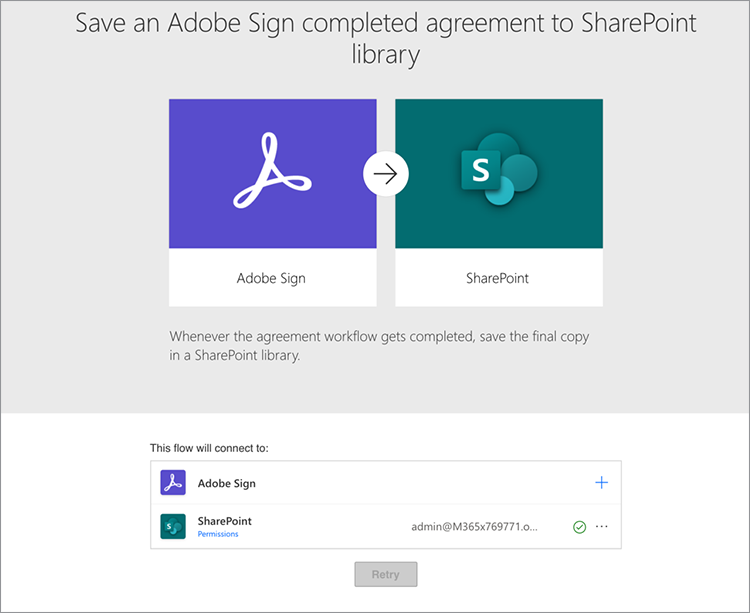 Save an Adobe Sign completed agreement to SharePoint
library
S
Adobe Sign
SharePoint
Whenever the agreement workflow gets completed, save the final copy
in a SharePoint library.
This flow will connect to:
Adobe Sign
S
SharePoint
Permissions
admin@M365x769771.o...
Retry